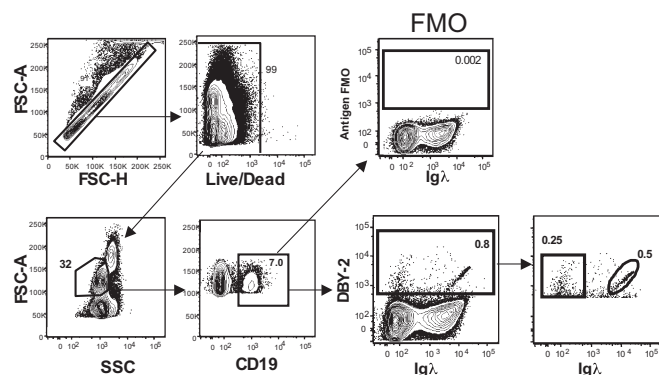 FMO
FSC-A
250K
200K
150K
100K
50K
0
0 50K 100K 150K 200K 250K
FSC-H
250K
200K
150K
100K
50K
0
99
0 10² 10³ 10⁴ 10⁵
Live/Dead
Antigen FMO
10⁵
10⁴
10³
10²
0
0.002
0 10² 10³ 10⁴ 10⁵
Igλ
FSC-A
250K
200K
150K
100K
50K
0
32
0 10² 10³ 10⁴ 10⁵
SSC
250K
200K
150K
100K
50K
0
7.0
0 10² 10³ 10⁴ 10⁵
CD19
DBY-2
10⁵
10⁴
10³
10²
0
0.8
0 10² 10³ 10⁴ 10⁵
Igλ
0.25
0.5
0 10² 10³ 10⁴ 10⁵
Igλ